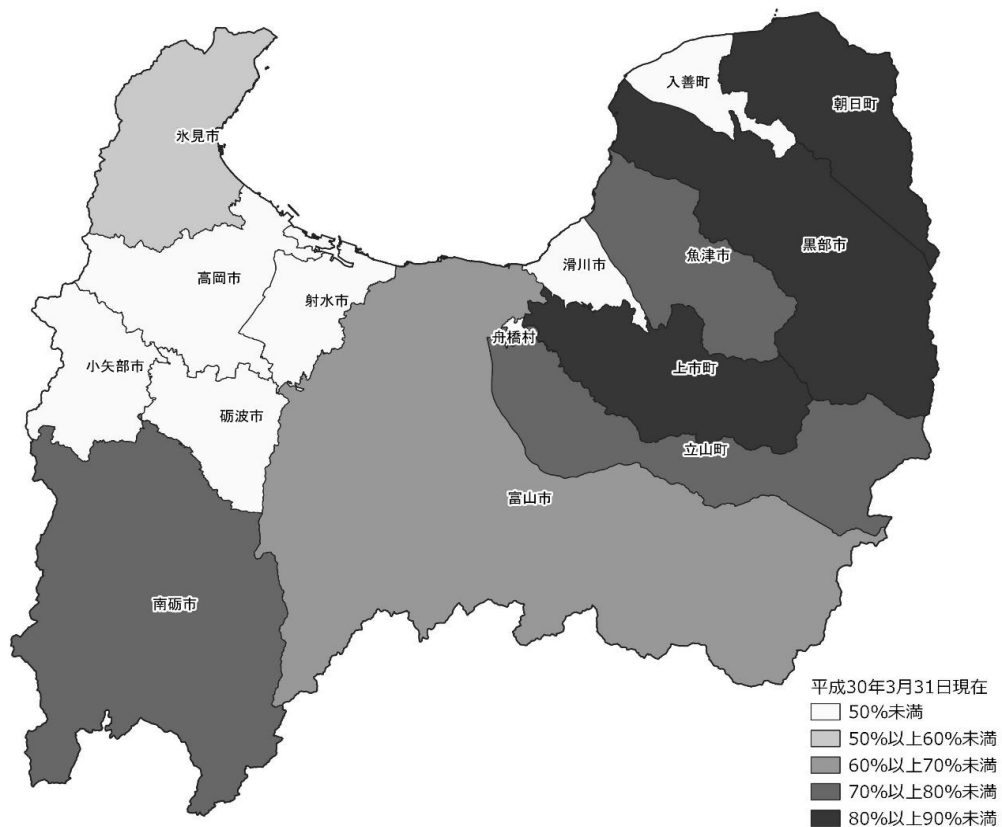 入善町
朝日町
氷見市
黒部市
魚津市
滑川市
高岡市
射水市
舟橋村
小矢部市
上市町
砺波市
立山町
富山市
南砺市
平成30年3月31日現在
50%未満
50%以上60%未満
60%以上70%未満
70%以上80%未満
80%以上90%未満